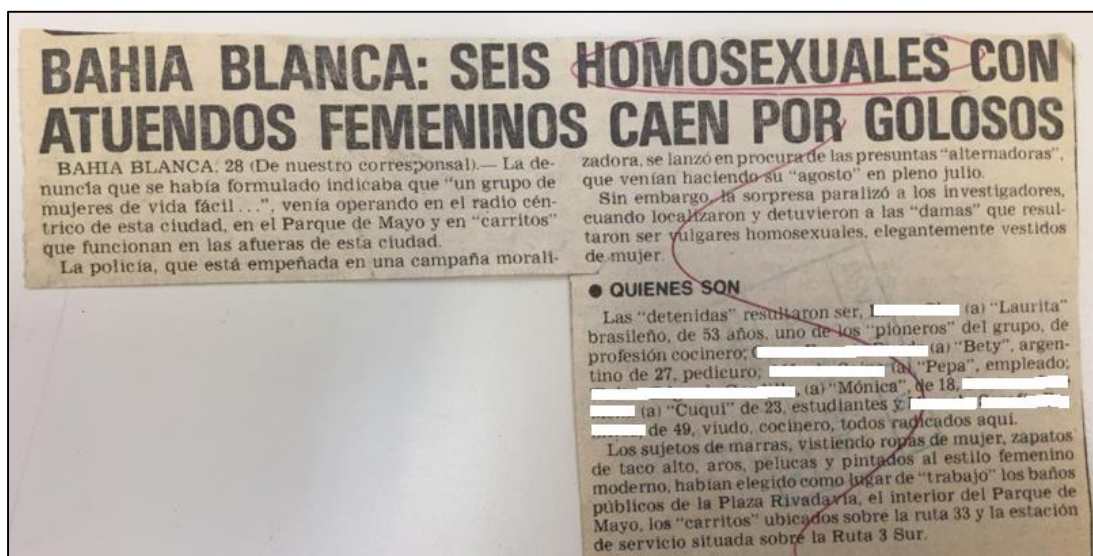 BAHIA BLANCA: SEIS HOMOSEXUALES CON
ATUENDOS FEMENINOS CAEN POR GOLOSOS
BAHIA BLANCA. 28 (De nuestro corresponsal).— La de-
nuncia que se había formulado indicaba que "un grupo de
mujeres de vida fácil...", venía operando en el radio cén-
trico de esta ciudad, en el Parque de Mayo y en "carritos"
que funcionan en las afueras de esta ciudad.
La policía, que está empeñada en una campaña morali-
zadora, se lanzó en procura de las presuntas "alternadoras",
que venían haciendo su "agosto" en pleno julio.
Sin embargo, la sorpresa paralizó a los investigadores,
cuando localizaron y detuvieron a las "damas" que resul-
taron ser vulgares homosexuales, elegantemente vestidos
de mujer.
● QUIENES SON
Las "detenidas" resultaron ser, (a) "Laurita"
brasileño, de 53 años, uno de los "pioneros" del grupo, de
profesión cocinero; (a) "Bety", argen-
tino de 27, pedicuro; (a) "Pepa", empleado;
(a) "Mónica", de 18,
(a) "Cuqui" de 23, estudiantes y
de 49, viudo, cocinero, todos radicados aquí.
Los sujetos de marras, vistiendo ropas de mujer, zapatos
de taco alto, aros, pelucas y pintados al estilo femenino
moderno, habían elegido como lugar de "trabajo" los baños
públicos de la Plaza Rivadavia, el interior del Parque de
Mayo, los "carritos" ubicados sobre la ruta 33 y la estación
de servicio situada sobre la Ruta 3 Sur.